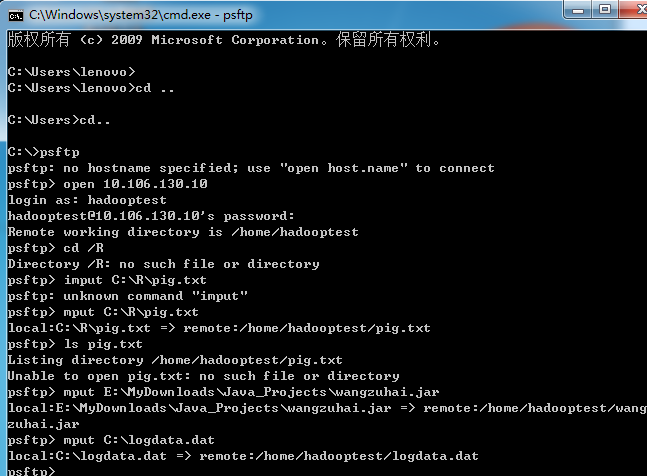 C:\Windows\system32\cmd.exe - psftp
版权所有 (c) 2009 Microsoft Corporation。保留所有权利。
C:\Users\lenovo>
C:\Users\lenovo>cd ..
C:\Users>cd..
C:\>psftp
psftp: no hostname specified; use "open host.name" to connect
psftp> open 10.106.130.10
login as: hadooptest
hadooptest@10.106.130.10's password:
Remote working directory is /home/hadooptest
psftp> cd /R
Directory /R: no such file or directory
psftp> imput C:\R\pig.txt
psftp: unknown command "imput"
psftp> mput C:\R\pig.txt
local:C:\R\pig.txt => remote:/home/hadooptest/pig.txt
psftp> ls pig.txt
Listing directory /home/hadooptest/pig.txt
Unable to open pig.txt: no such file or directory
psftp> mput E:\MyDownloads\Java_Projects\wangzuhai.jar
local:E:\MyDownloads\Java_Projects\wangzuhai.jar => remote:/home/hadooptest/wang
zuhai.jar
psftp> mput C:\logdata.dat
local:C:\logdata.dat => remote:/home/hadooptest/logdata.dat
psftp>